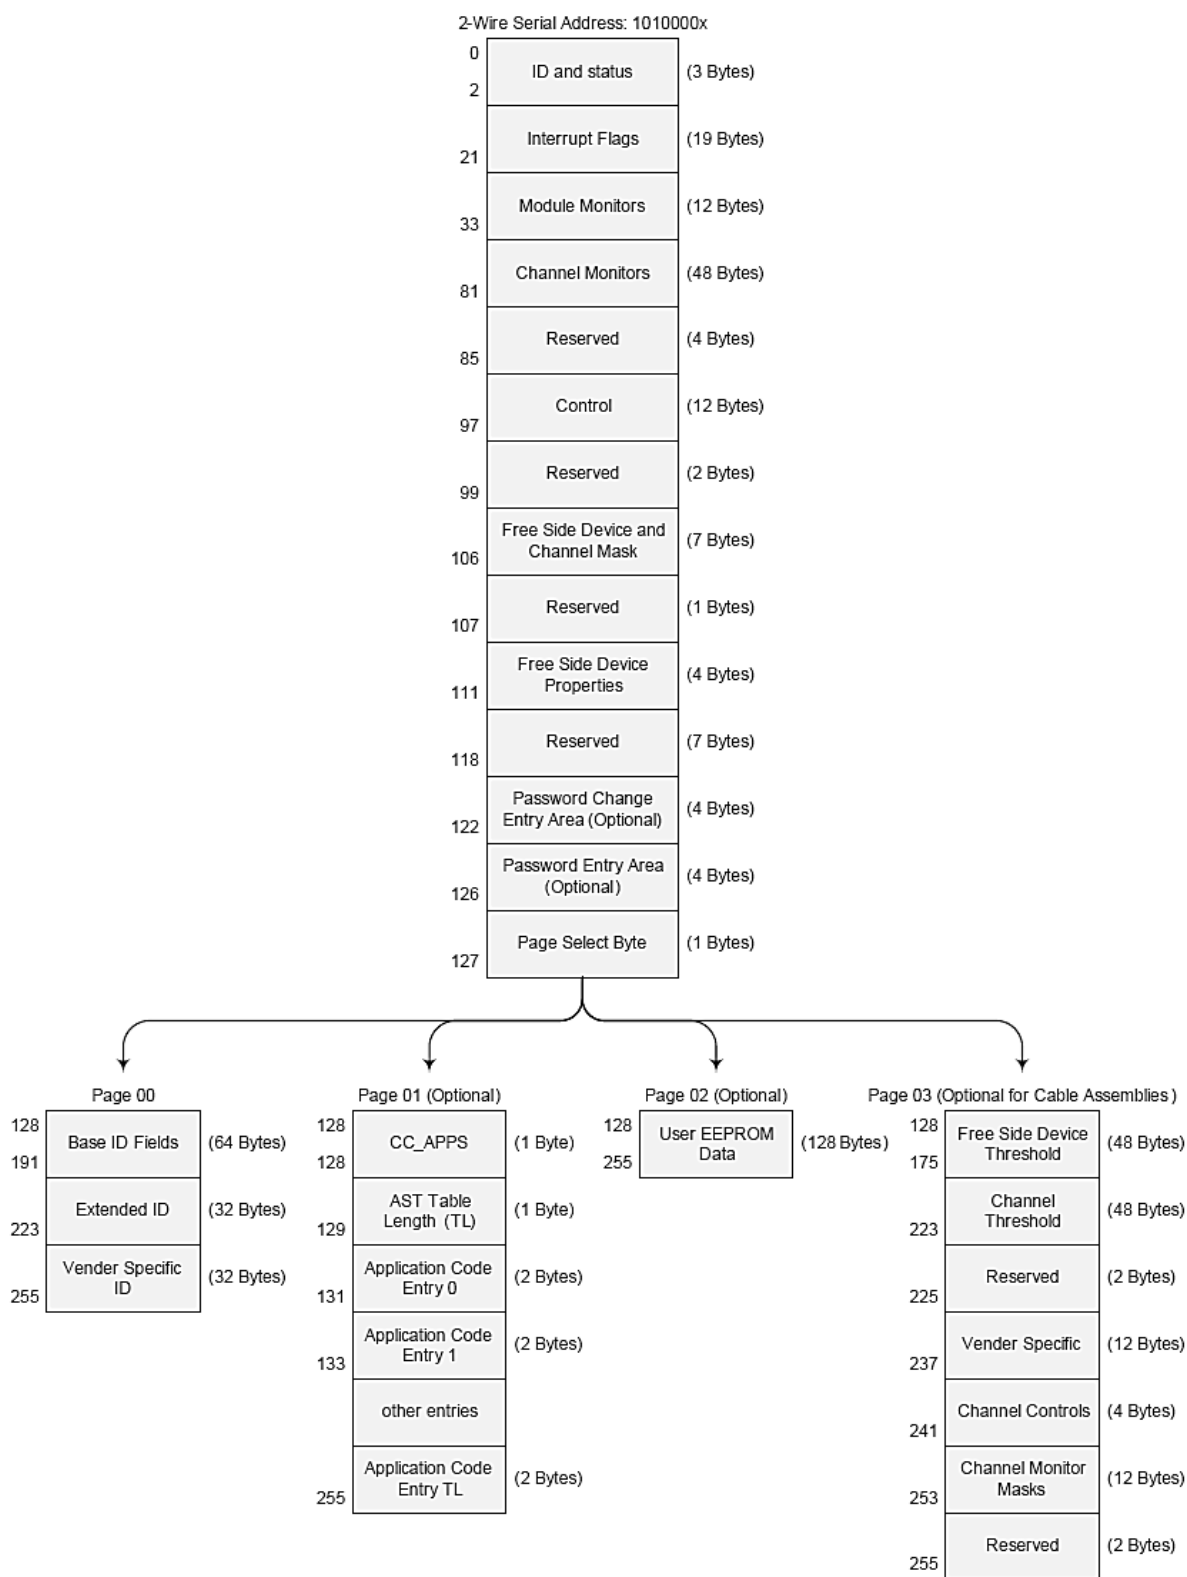 2-Wire Serial Address: 1010000x
0
ID and status (3 Bytes)
2
Interrupt Flags (19 Bytes)
21
Module Monitors (12 Bytes)
33
Channel Monitors (48 Bytes)
81
Reserved (4 Bytes)
85
Control (12 Bytes)
97
Reserved (2 Bytes)
99
Free Side Device and
Channel Mask
(7 Bytes)
106
Reserved (1 Bytes)
107
Free Side Device
Properties
(4 Bytes)
111
Reserved (7 Bytes)
118
Password Change
Entry Area (Optional)
(4 Bytes)
122
Password Entry Area
(Optional)
(4 Bytes)
126
Page Select Byte (1 Bytes)
127
Page 00
128
Base ID Fields (64 Bytes)
191
Extended ID (32 Bytes)
223
Vender Specific
ID
(32 Bytes)
255
Page 01 (Optional)
128
CC_APPS (1 Byte)
128
AST Table
Length (TL)
(1 Byte)
129
Application Code
Entry 0
(2 Bytes)
131
Application Code
Entry 1
(2 Bytes)
133
other entries
Application Code
Entry TL
(2 Bytes)
255
Page 02 (Optional)
128
User EEPROM
Data
(128 Bytes)
255
Page 03 (Optional for Cable Assemblies)
128
Free Side Device
Threshold
(48 Bytes)
175
Channel
Threshold
(48 Bytes)
223
Reserved (2 Bytes)
225
Vender Specific (12 Bytes)
237
Channel Controls (4 Bytes)
241
Channel Monitor
Masks
(12 Bytes)
253
Reserved (2 Bytes)
255